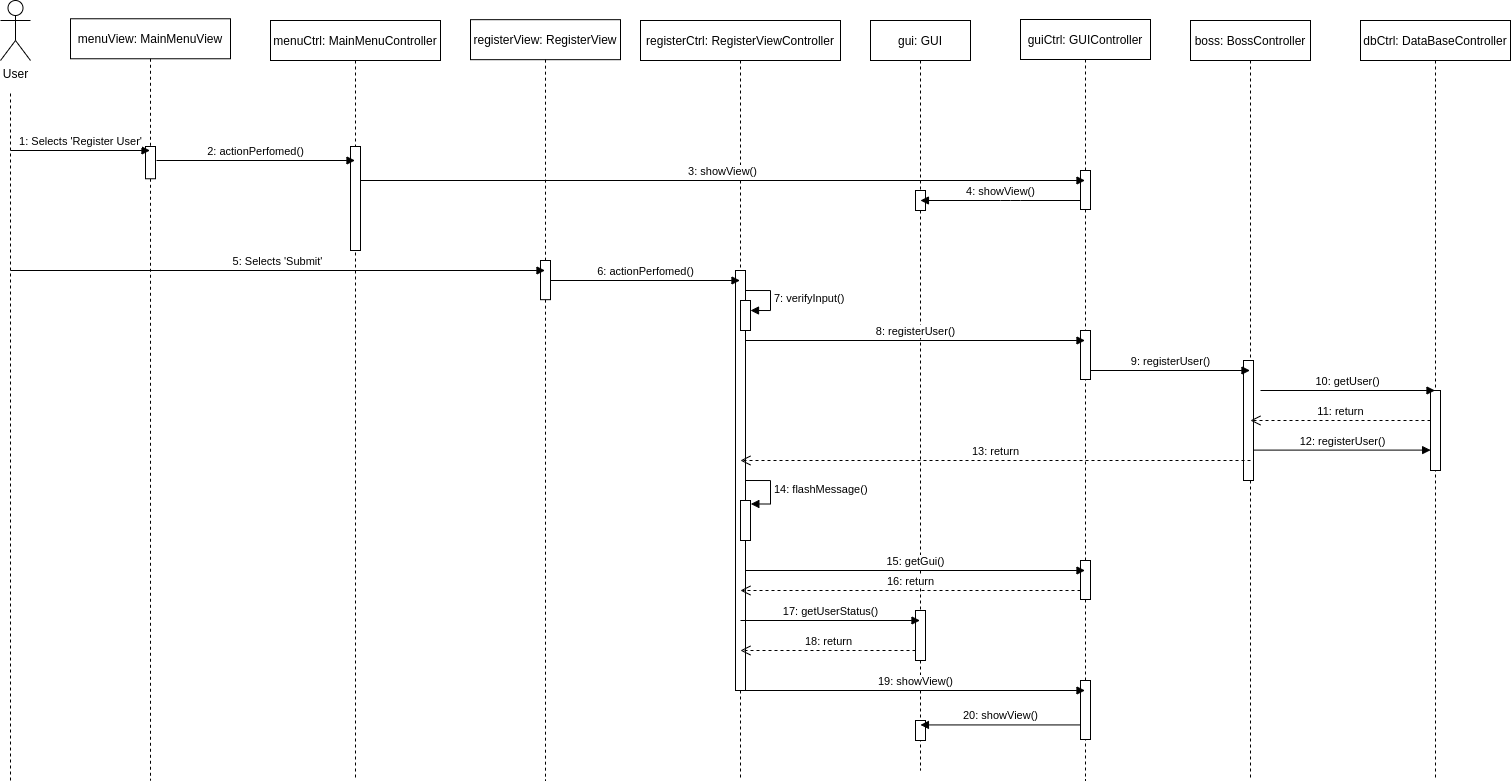 User
menuView: MainMenuView
menuCtrl: MainMenuController
registerView: RegisterView
registerCtrl: RegisterViewController
gui: GUI
guiCtrl: GUIController
boss: BossController
dbCtrl: DataBaseController
1: Selects 'Register User'
2: actionPerfomed()
3: showView()
4: showView()
5: Selects 'Submit'
6: actionPerfomed()
7: verifyInput()
8: registerUser()
9: registerUser()
10: getUser()
11: return
12: registerUser()
13: return
14: flashMessage()
15: getGui()
16: return
17: getUserStatus()
18: return
19: showView()
20: showView()